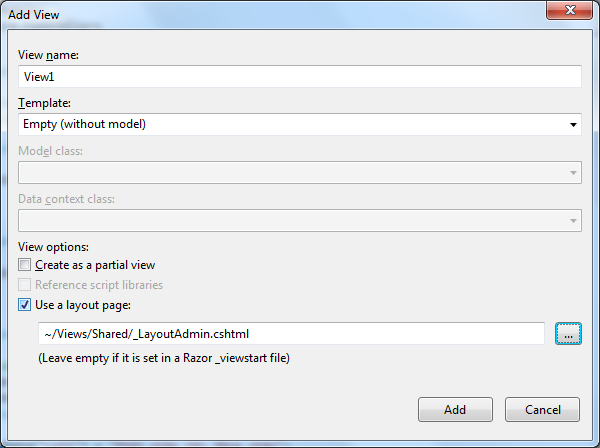 Add View
View name:
View1
Template:
Empty (without model)
Model class:
Data context class:
View options:
Create as a partial view
Reference script libraries
Use a layout page:
~/Views/Shared/_LayoutAdmin.cshtml
...
(Leave empty if it is set in a Razor _viewstart file)
Add
Cancel